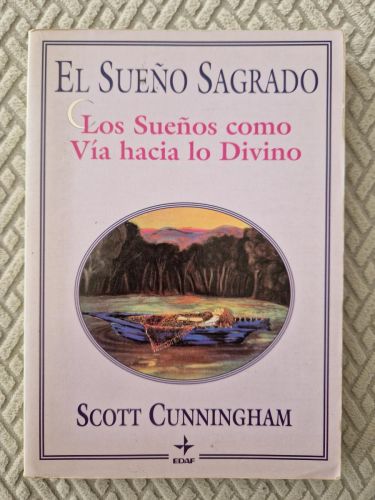 EL SUEÑO SAGRADO
Los Sueños como
Vía hacia lo Divino
SCOTT CUNNINGHAM
EDAF